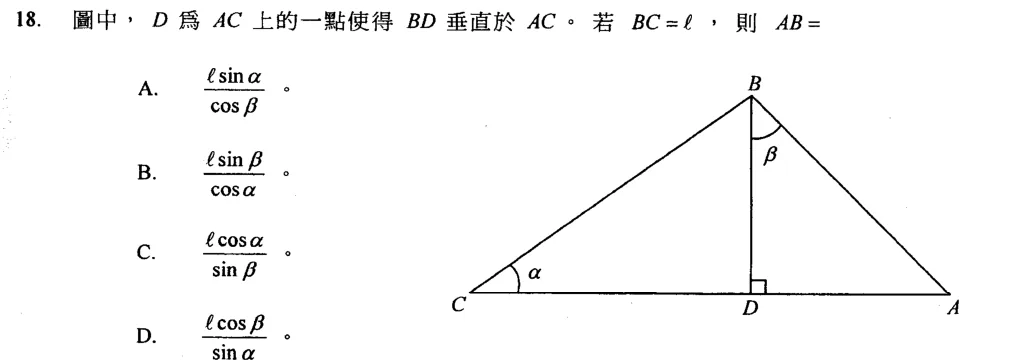 18. 圖中，D 爲 AC 上的一點使得 BD 垂直於 AC。若 BC = ℓ，則 AB =
A. ℓ sin α / cos β 。
B. ℓ sin β / cos α 。
C. ℓ cos α / sin β 。
D. ℓ cos β / sin α 。
B
β
α
C
D
A